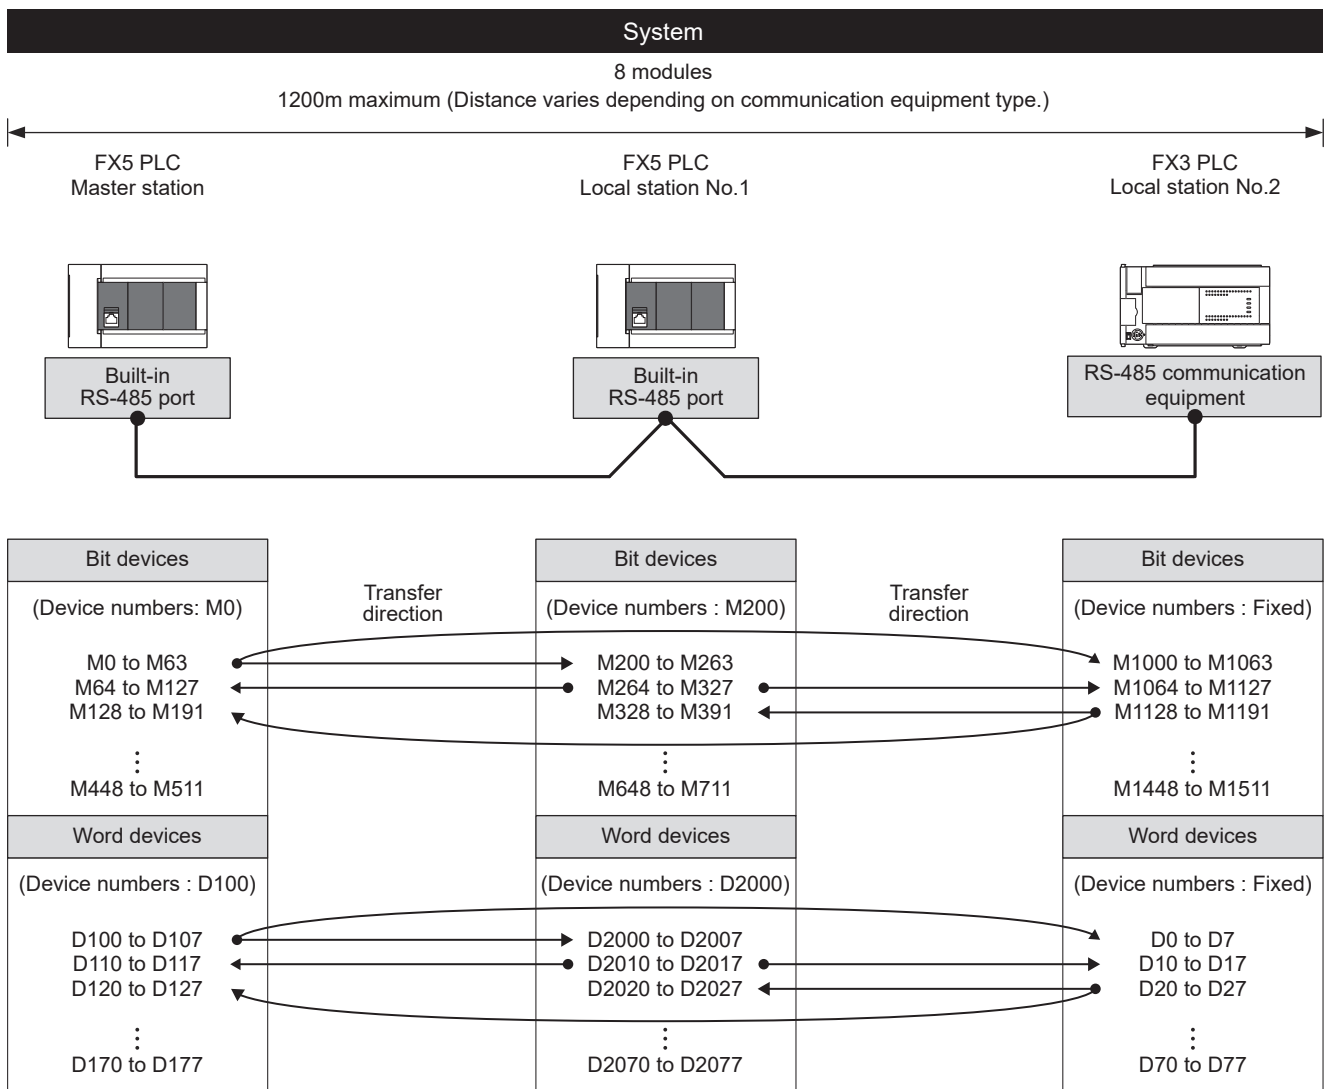 System
8 modules
1200m maximum (Distance varies depending on communication equipment type.)
FX5 PLC
Master station
FX5 PLC
Local station No.1
FX3 PLC
Local station No.2
Built-in
RS-485 port
Built-in
RS-485 port
RS-485 communication
equipment
Bit devices
(Device numbers: M0)
M0 to M63
M64 to M127
M128 to M191
M448 to M511
Transfer
direction
Bit devices
(Device numbers : M200)
M200 to M263
M264 to M327
M328 to M391
M648 to M711
Transfer
direction
Bit devices
(Device numbers : Fixed)
M1000 to M1063
M1064 to M1127
M1128 to M1191
M1448 to M1511
Word devices
(Device numbers : D100)
D100 to D107
D110 to D117
D120 to D127
D170 to D177
Word devices
(Device numbers : D2000)
D2000 to D2007
D2010 to D2017
D2020 to D2027
D2070 to D2077
Word devices
(Device numbers : Fixed)
D0 to D7
D10 to D17
D20 to D27
D70 to D77